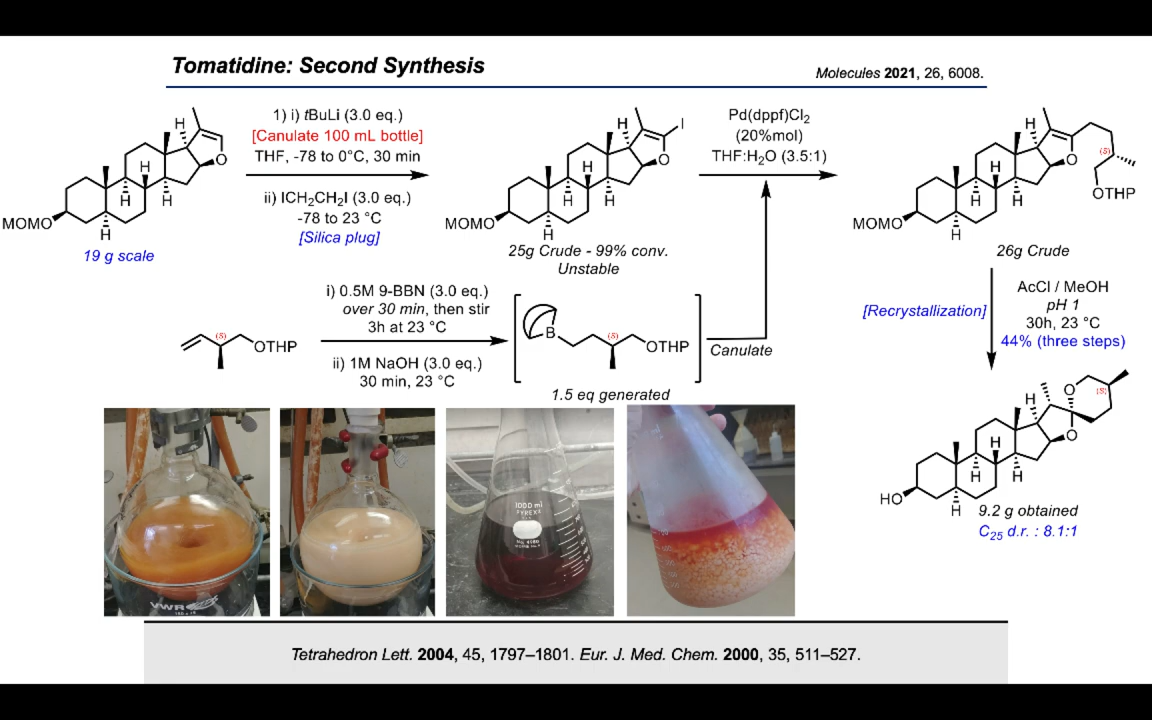 Tomatidine: Second Synthesis
Molecules 2021, 26, 6008.
H
O
H
H
H
H
MOMO
19 g scale
1) i) tBuLi (3.0 eq.)
[Canulate 100 mL bottle]
THF, -78 to 0°C, 30 min
ii) ICH2CH2I (3.0 eq.)
-78 to 23 °C
[Silica plug]
H
I
O
H
H
H
H
MOMO
25g Crude - 99% conv.
Unstable
Pd(dppf)Cl2
(20%mol)
THF:H2O (3.5:1)
H
O
(S)
OTHP
H
H
H
H
MOMO
26g Crude
(S)
OTHP
i) 0.5M 9-BBN (3.0 eq.)
over 30 min, then stir
3h at 23 °C
ii) 1M NaOH (3.0 eq.)
30 min, 23 °C
B
(S)
OTHP
1.5 eq generated
Canulate
[Recrystallization]
AcCl / MeOH
pH 1
30h, 23 °C
44% (three steps)
H
O
(S)
O
H
H
H
H
HO
9.2 g obtained
C25 d.r. : 8.1:1
VWR
1000 ml
PYREX
Tetrahedron Lett. 2004, 45, 1797–1801. Eur. J. Med. Chem. 2000, 35, 511–527.